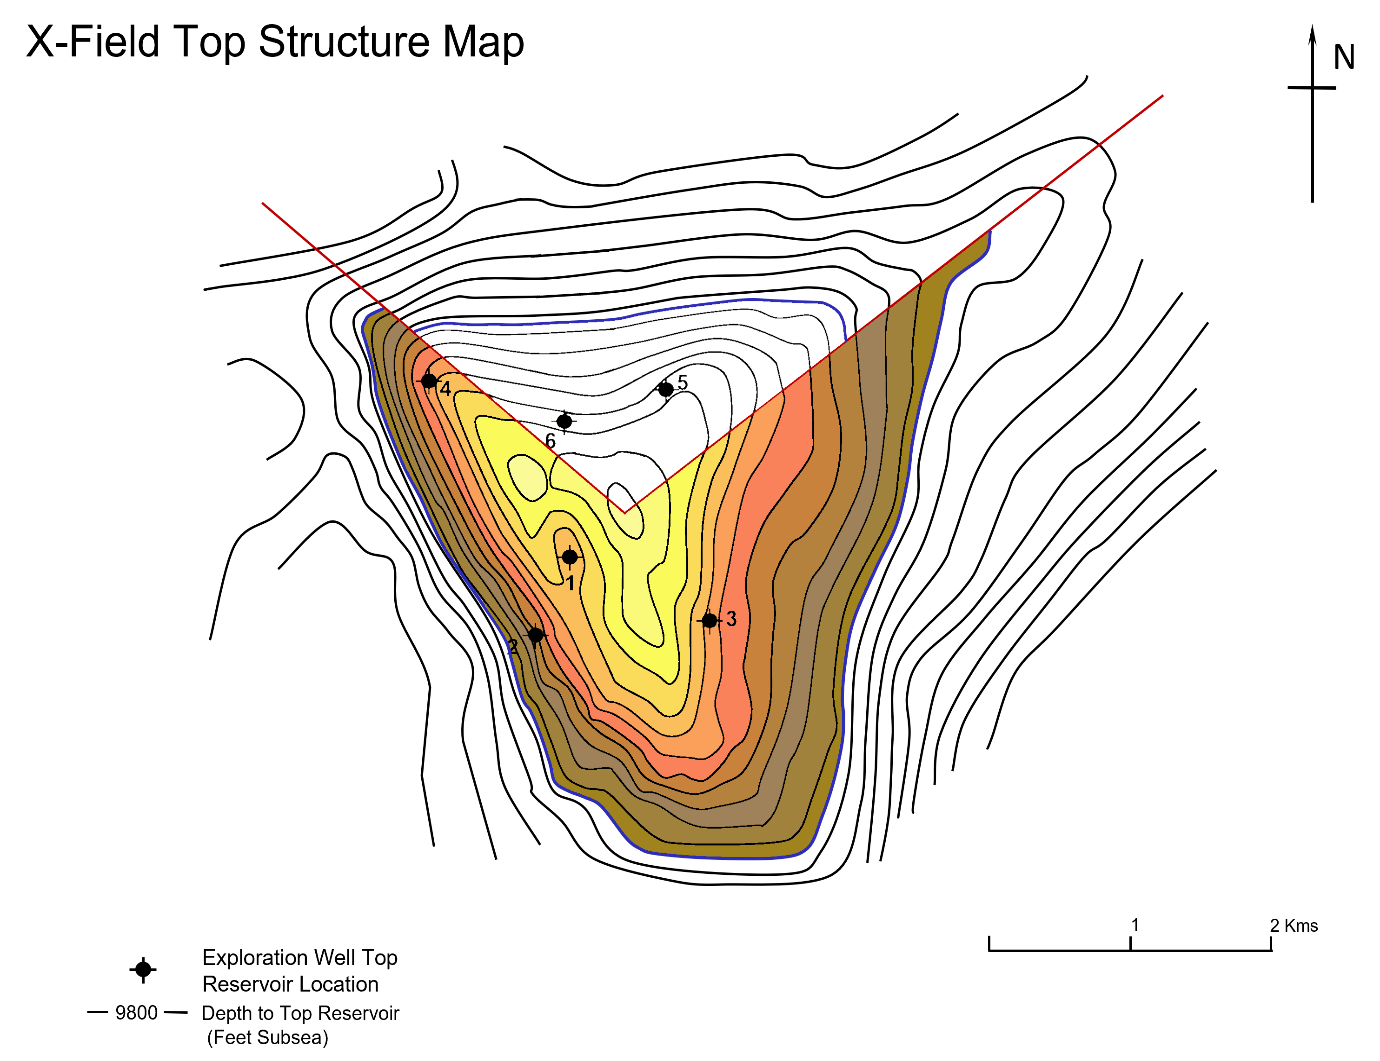 X-Field Top Structure Map
N
4
5
6
1
2
3
1
2 Kms
Exploration Well Top
Reservoir Location
9800
Depth to Top Reservoir
(Feet Subsea)